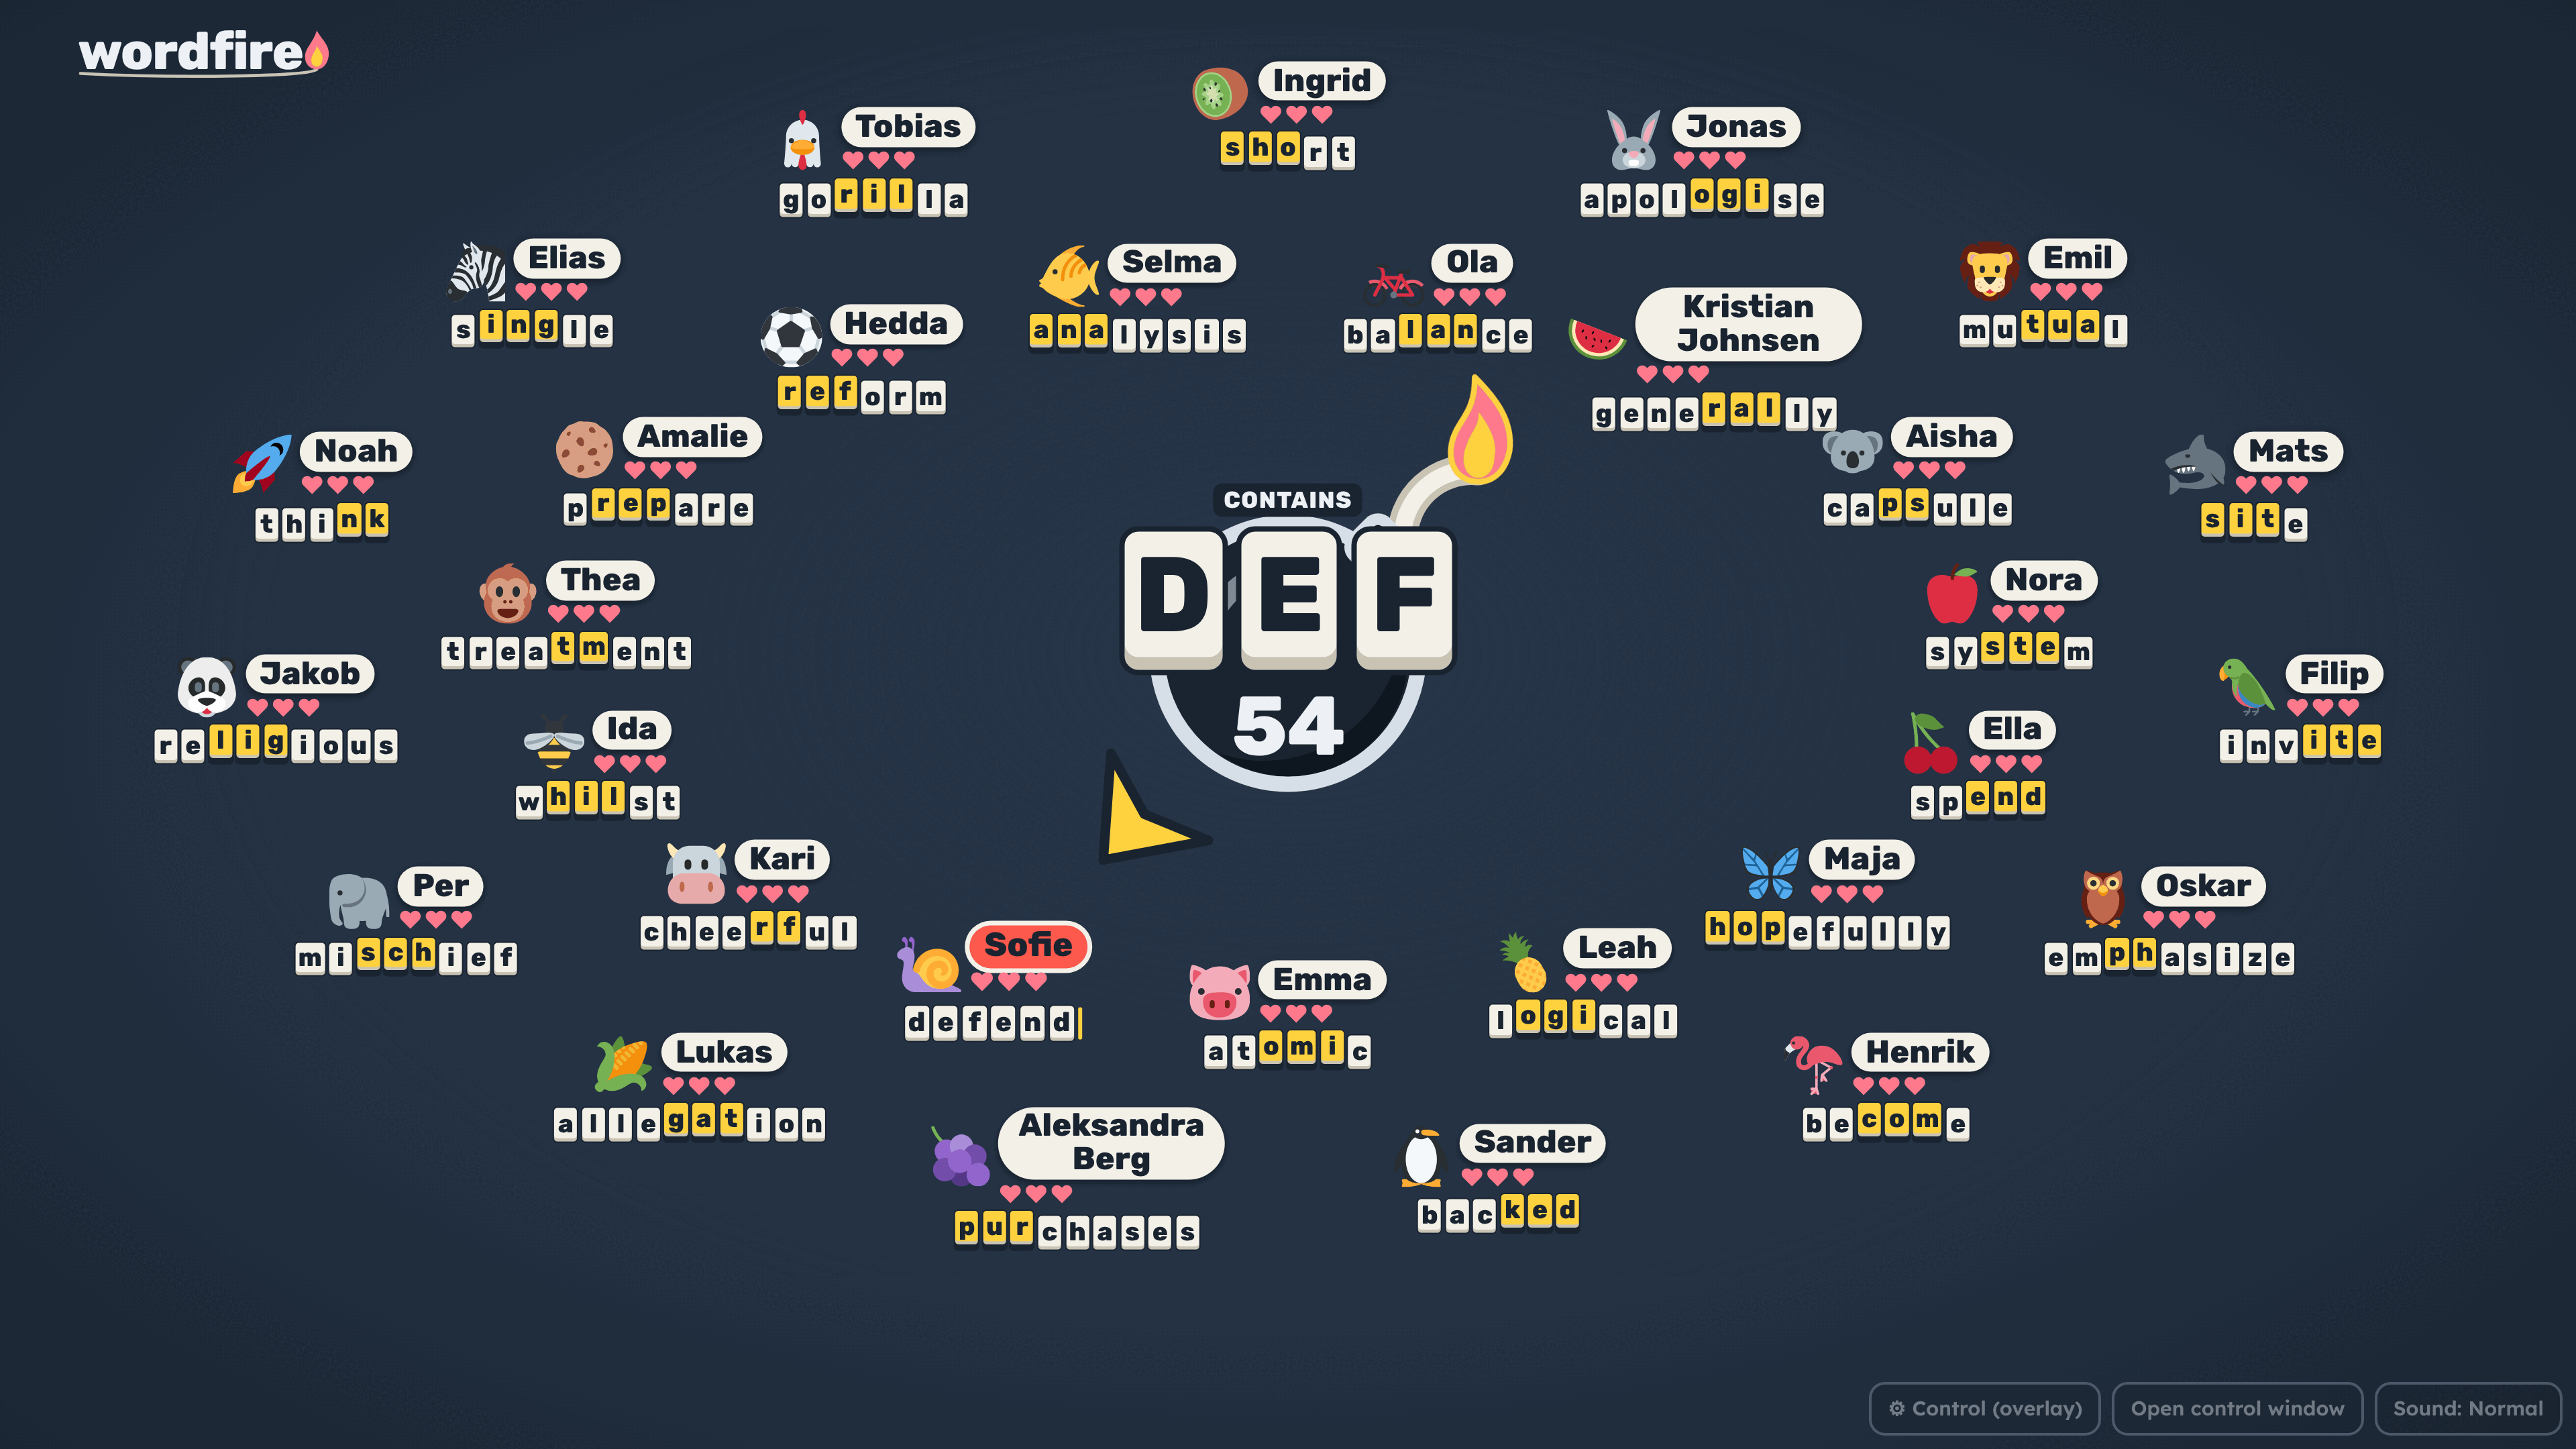 wordfire
Ingrid
short
Tobias
gorilla
Jonas
apologise
Elias
single
Selma
analysis
Ola
balance
Emil
mutual
Hedda
reform
Kristian
Johnsen
generally
Noah
think
Amalie
prepare
Aisha
capsule
Mats
site
CONTAINS
DEF
54
Thea
treatment
Nora
system
Jakob
religious
Filip
invite
Ida
whilst
Ella
spend
Kari
cheerful
Maja
hopefully
Per
mischief
Oskar
emphasize
Sofie
defend
Emma
atomic
Leah
logical
Lukas
allegation
Henrik
become
Aleksandra
Berg
purchases
Sander
backed
⚙ Control (overlay)
Open control window
Sound: Normal